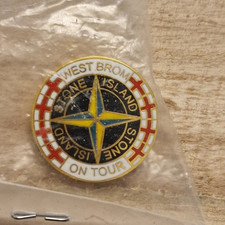 WEST BROM
STONE ISLAND
STONE ISLAND
ON TOUR